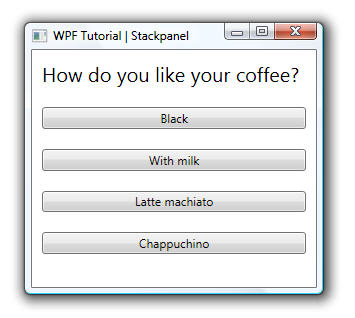 WPF Tutorial | Stackpanel
How do you like your coffee?
Black
With milk
Latte machiato
Chappuchino